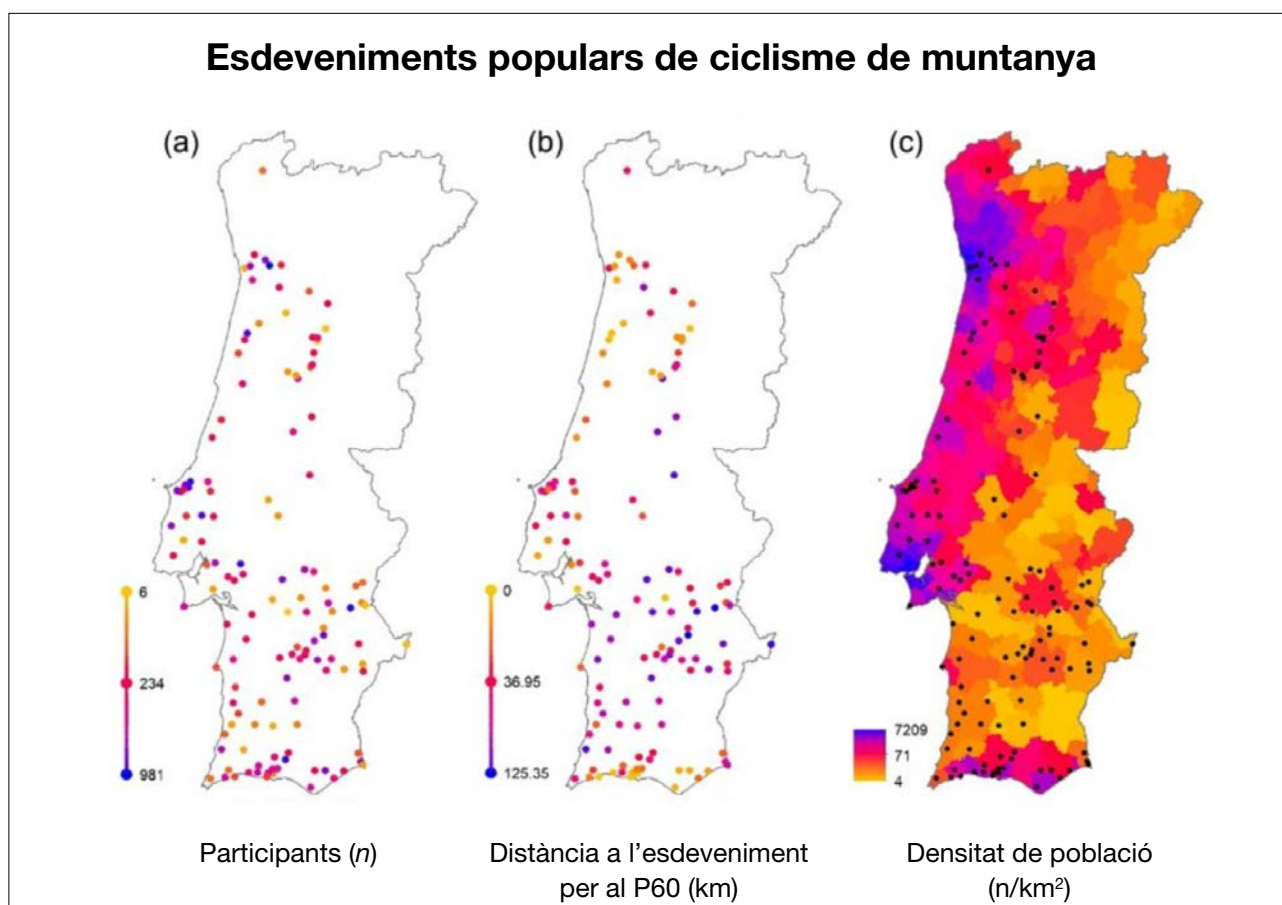 Esdeveniments populars de ciclisme de muntanya
(a)
(b)
(c)
6
234
981
0
36.95
125.35
7209
71
4
Participants (n)
Distància a l'esdeveniment
per al P60 (km)
Densitat de població
(n/km²)